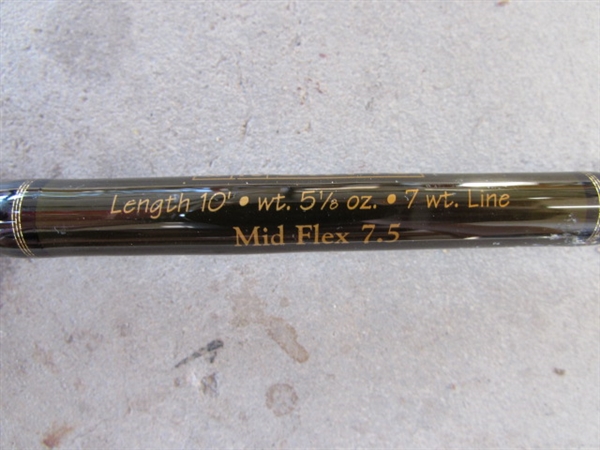 Length 10' • wt. 5⅛ oz. • 7 wt. Line
Mid Flex 7.5